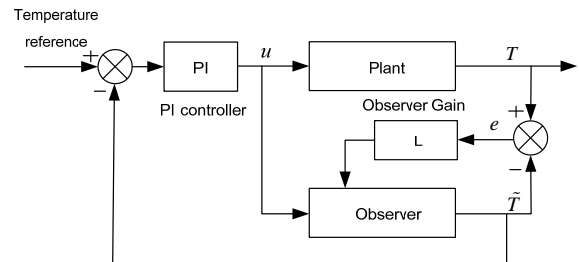 Temperature
reference
+
−
PI
PI controller
u
Plant
T
Observer Gain
+
e
L
−
Observer
T̃